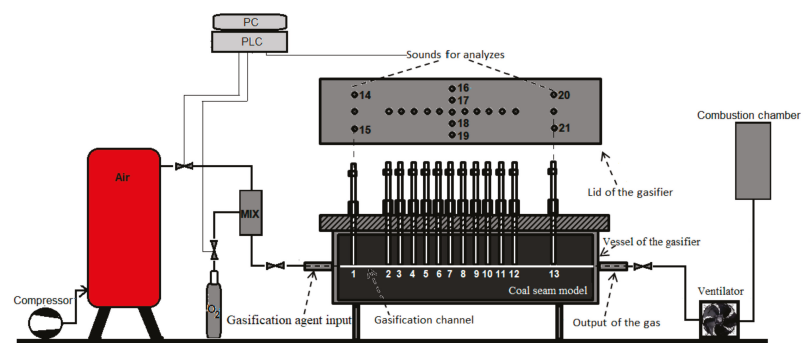 PC
PLC
Sounds for analyzes
16
14
17
20
18
15
19
21
Combustion chamber
Lid of the gasifier
Air
MIX
Vessel of the gasifier
1 2 3 4 5 6 7 8 9 10 11 12 13
Coal seam model
Compressor
O2
Gasification agent input
Gasification channel
Output of the gas
Ventilator